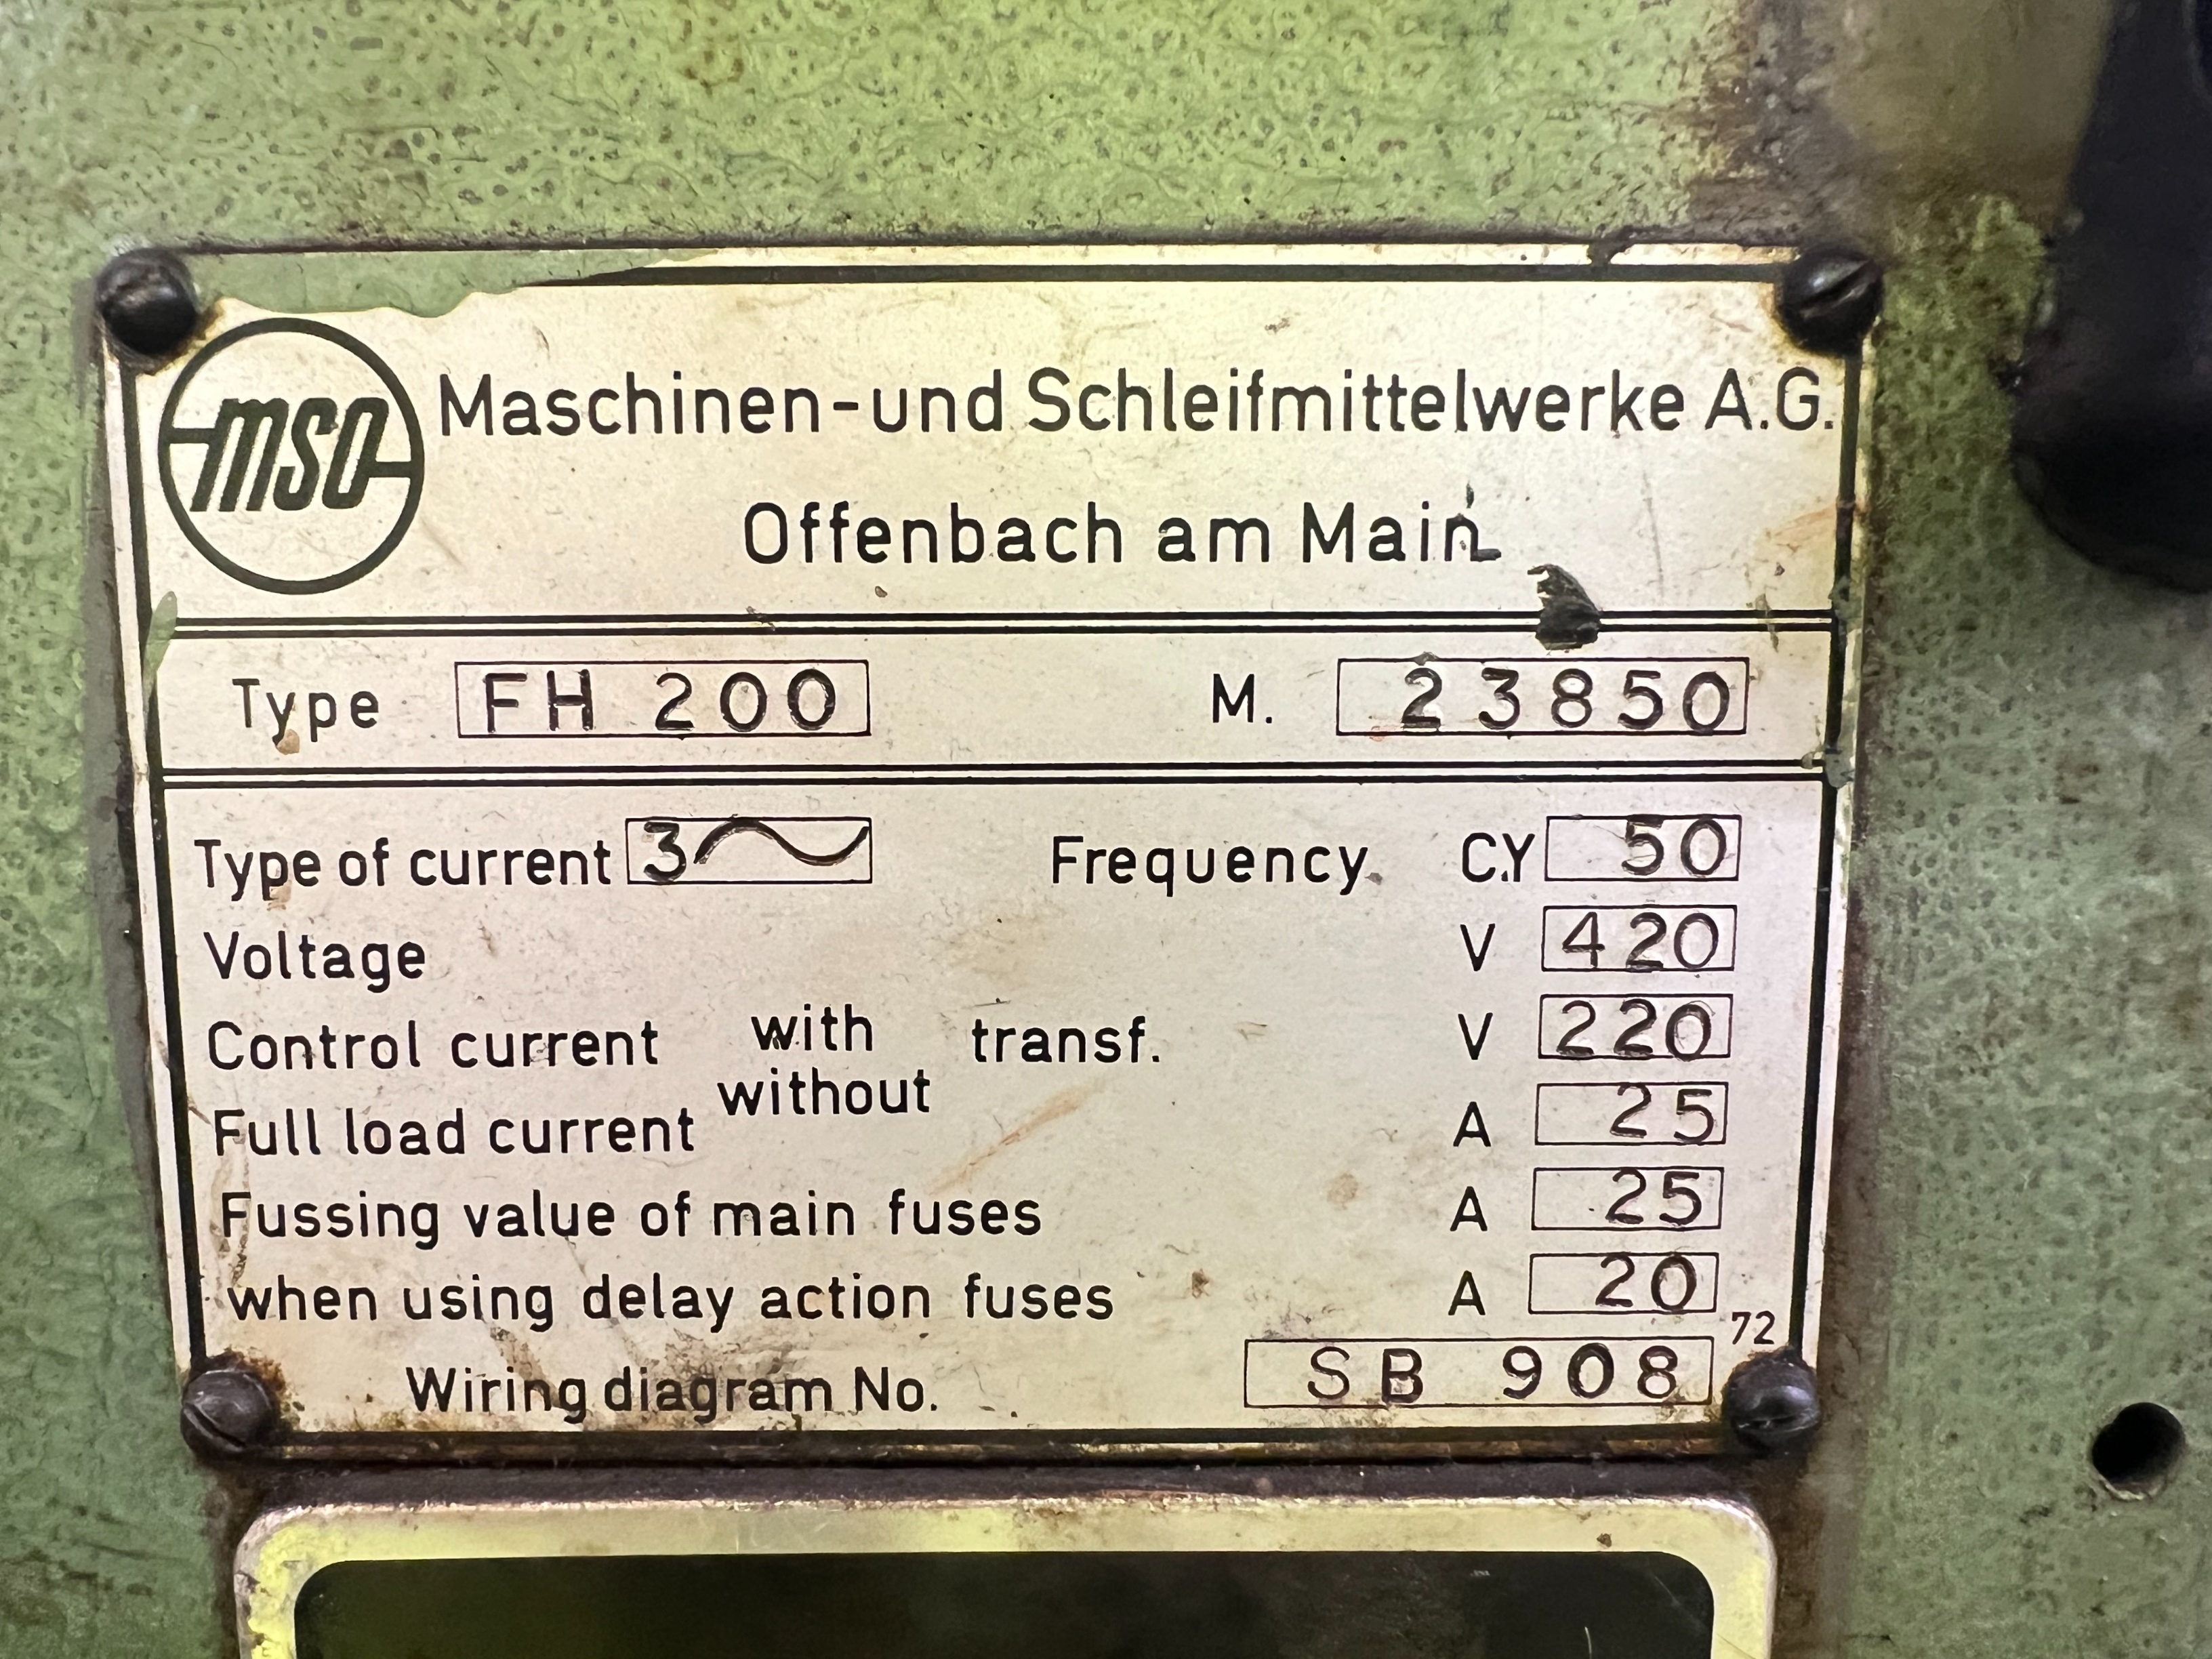 mso Maschinen-und Schleifmittelwerke A.G.
Offenbach am Main
Type FH 200 M. 23850
Type of current 3~ Frequency CY 50
Voltage V 420
Control current with without transf. V 220
Full load current A 25
Fussing value of main fuses A 25
when using delay action fuses A 20
72
Wiring diagram No. SB 908